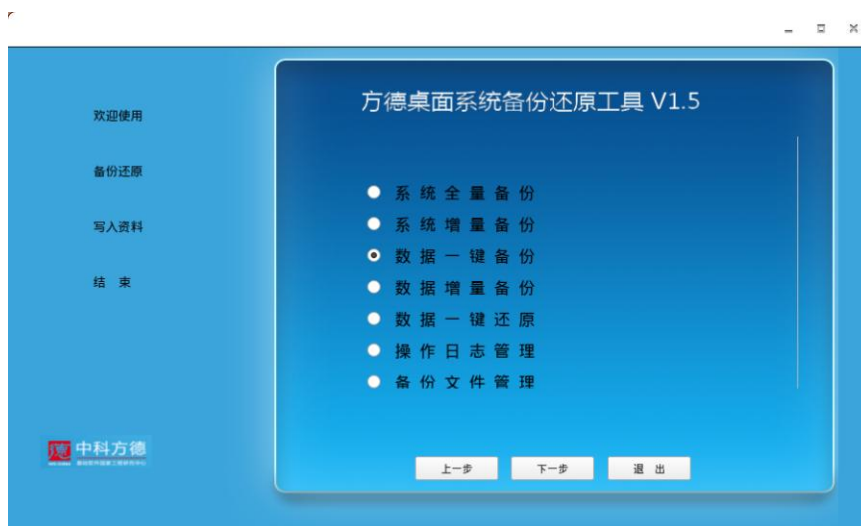 方德桌面系统备份还原工具 V1.5
欢迎使用
备份还原
写入资料
结 束
系统全量备份
系统增量备份
数据一键备份
数据增量备份
数据一键还原
操作日志管理
备份文件管理
上一步
下一步
退 出
中科方德